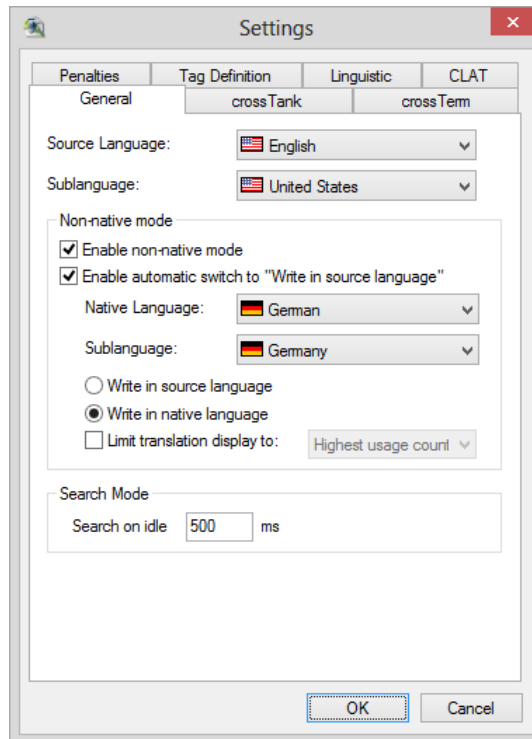 Settings
Penalties Tag Definition Linguistic CLAT
General crossTank crossTerm
Source Language: English
Sublanguage: United States
Non-native mode
Enable non-native mode
Enable automatic switch to "Write in source language"
Native Language: German
Sublanguage: Germany
Write in source language
Write in native language
Limit translation display to: Highest usage count
Search Mode
Search on idle 500 ms
OK Cancel